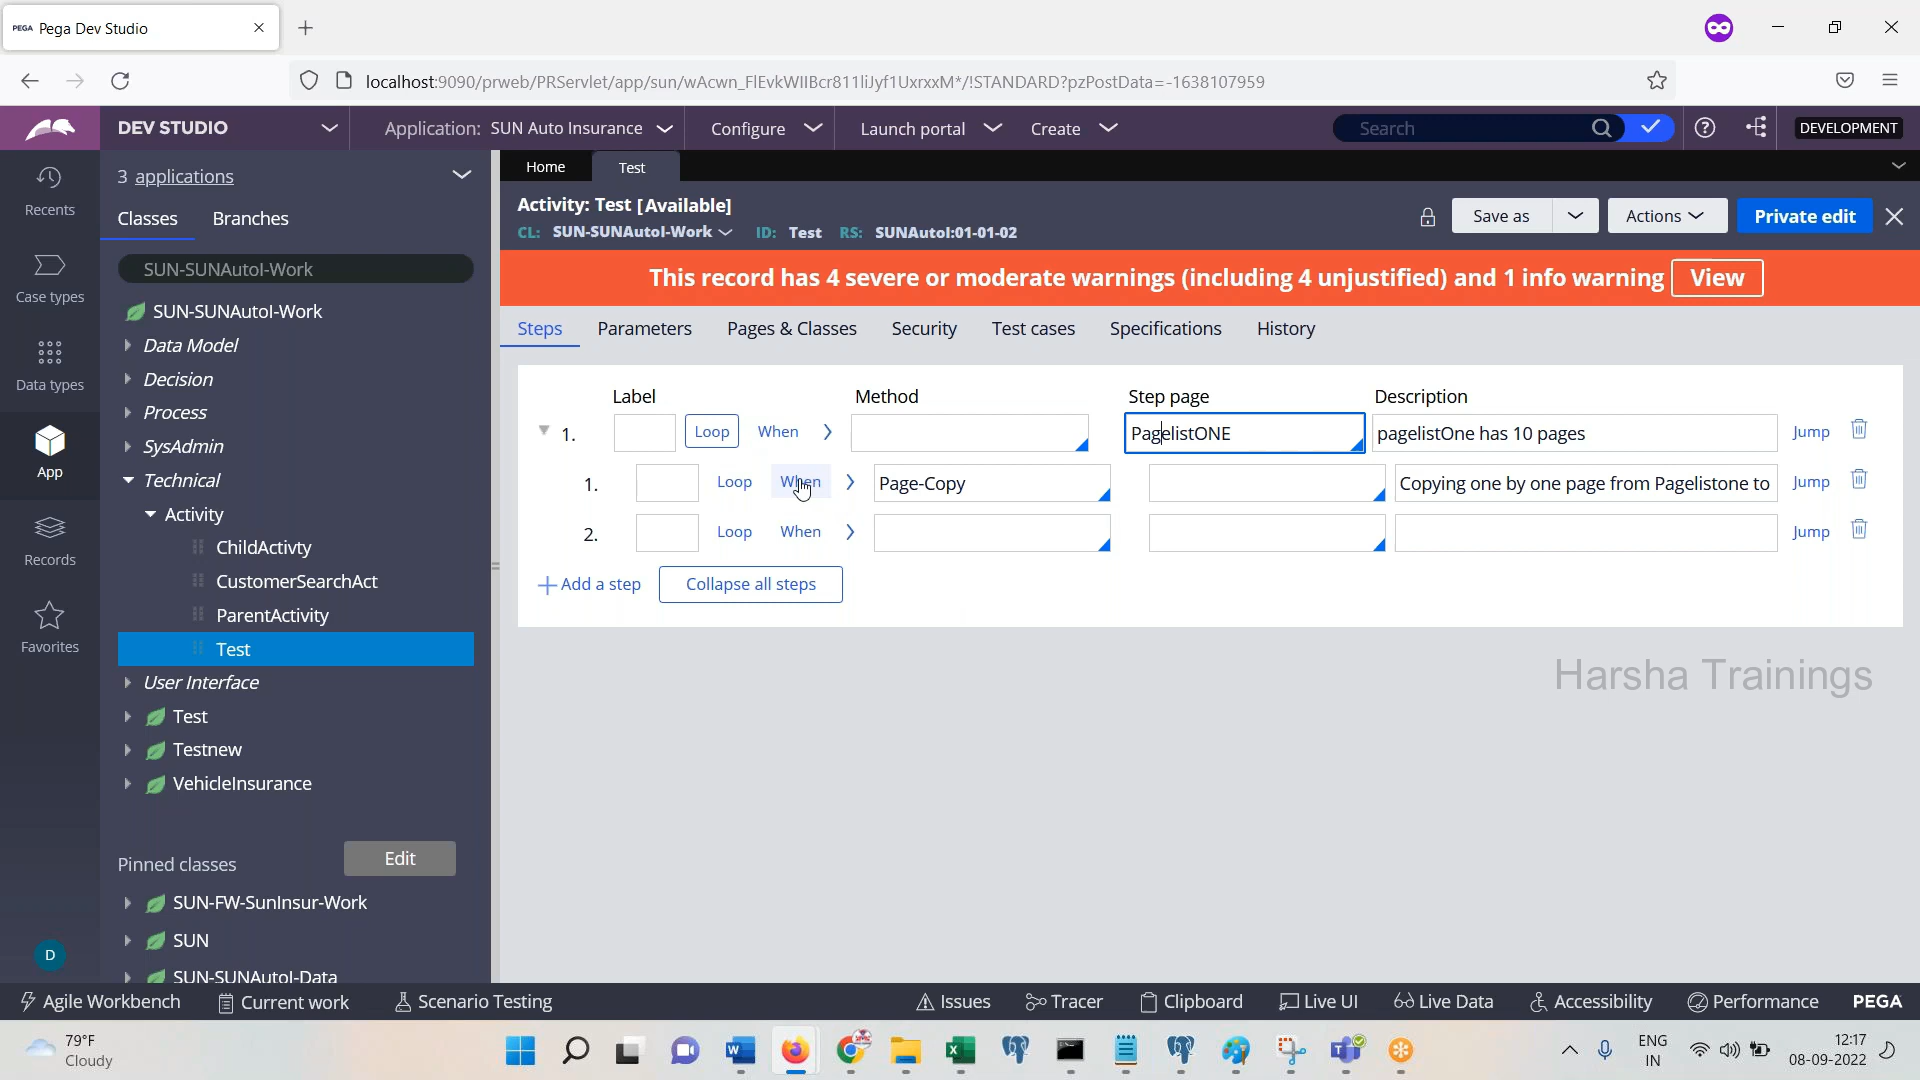 PEGA Pega Dev Studio
localhost:9090/prweb/PRServlet/app/sun/wAcwn_FlEvkWIIBcr811liJyf1UxrxxM*/!STANDARD?pzPostData=-1638107959
DEV STUDIO
Application: SUN Auto Insurance
Configure
Launch portal
Create
Search
DEVELOPMENT
Recents
Case types
Data types
App
Records
Favorites
D
3 applications
Classes
Branches
SUN-SUNAutoI-Work
SUN-SUNAutoI-Work
Data Model
Decision
Process
SysAdmin
Technical
Activity
ChildActivty
CustomerSearchAct
ParentActivity
Test
User Interface
Test
Testnew
VehicleInsurance
Pinned classes
Edit
SUN-FW-SunInsur-Work
SUN
SUN-SUNAutoI-Data
Home
Test
Activity: Test [Available]
CL: SUN-SUNAutoI-Work ID: Test RS: SUNAutoI:01-01-02
Save as
Actions
Private edit
This record has 4 severe or moderate warnings (including 4 unjustified) and 1 info warning
View
Steps
Parameters
Pages & Classes
Security
Test cases
Specifications
History
Label
Method
Step page
Description
1. Loop When PagelistONE pagelistOne has 10 pages Jump
1. Loop When Page-Copy Copying one by one page from Pagelistone to Jump
2. Loop When Jump
Add a step
Collapse all steps
Harsha Trainings
Agile Workbench
Current work
Scenario Testing
Issues
Tracer
Clipboard
Live UI
Live Data
Accessibility
Performance
PEGA
79°F
Cloudy
ENG
IN
12:17
08-09-2022